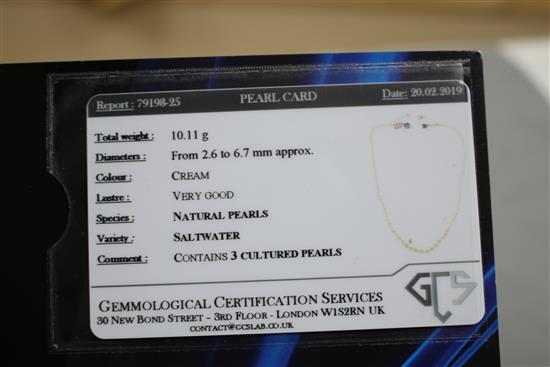 Report : 79198-25 PEARL CARD Date: 20.02.2019
Total weight : 10.11 g
Diameters : From 2.6 to 6.7 mm approx.
Colour : CREAM
Lustre : VERY GOOD
Species : NATURAL PEARLS
Variety : SALTWATER
Comment : CONTAINS 3 CULTURED PEARLS
GCS
GEMMOLOGICAL CERTIFICATION SERVICES
30 NEW BOND STREET - 3RD FLOOR - LONDON W1S2RN UK
CONTACT@GCSLAB.CO.UK